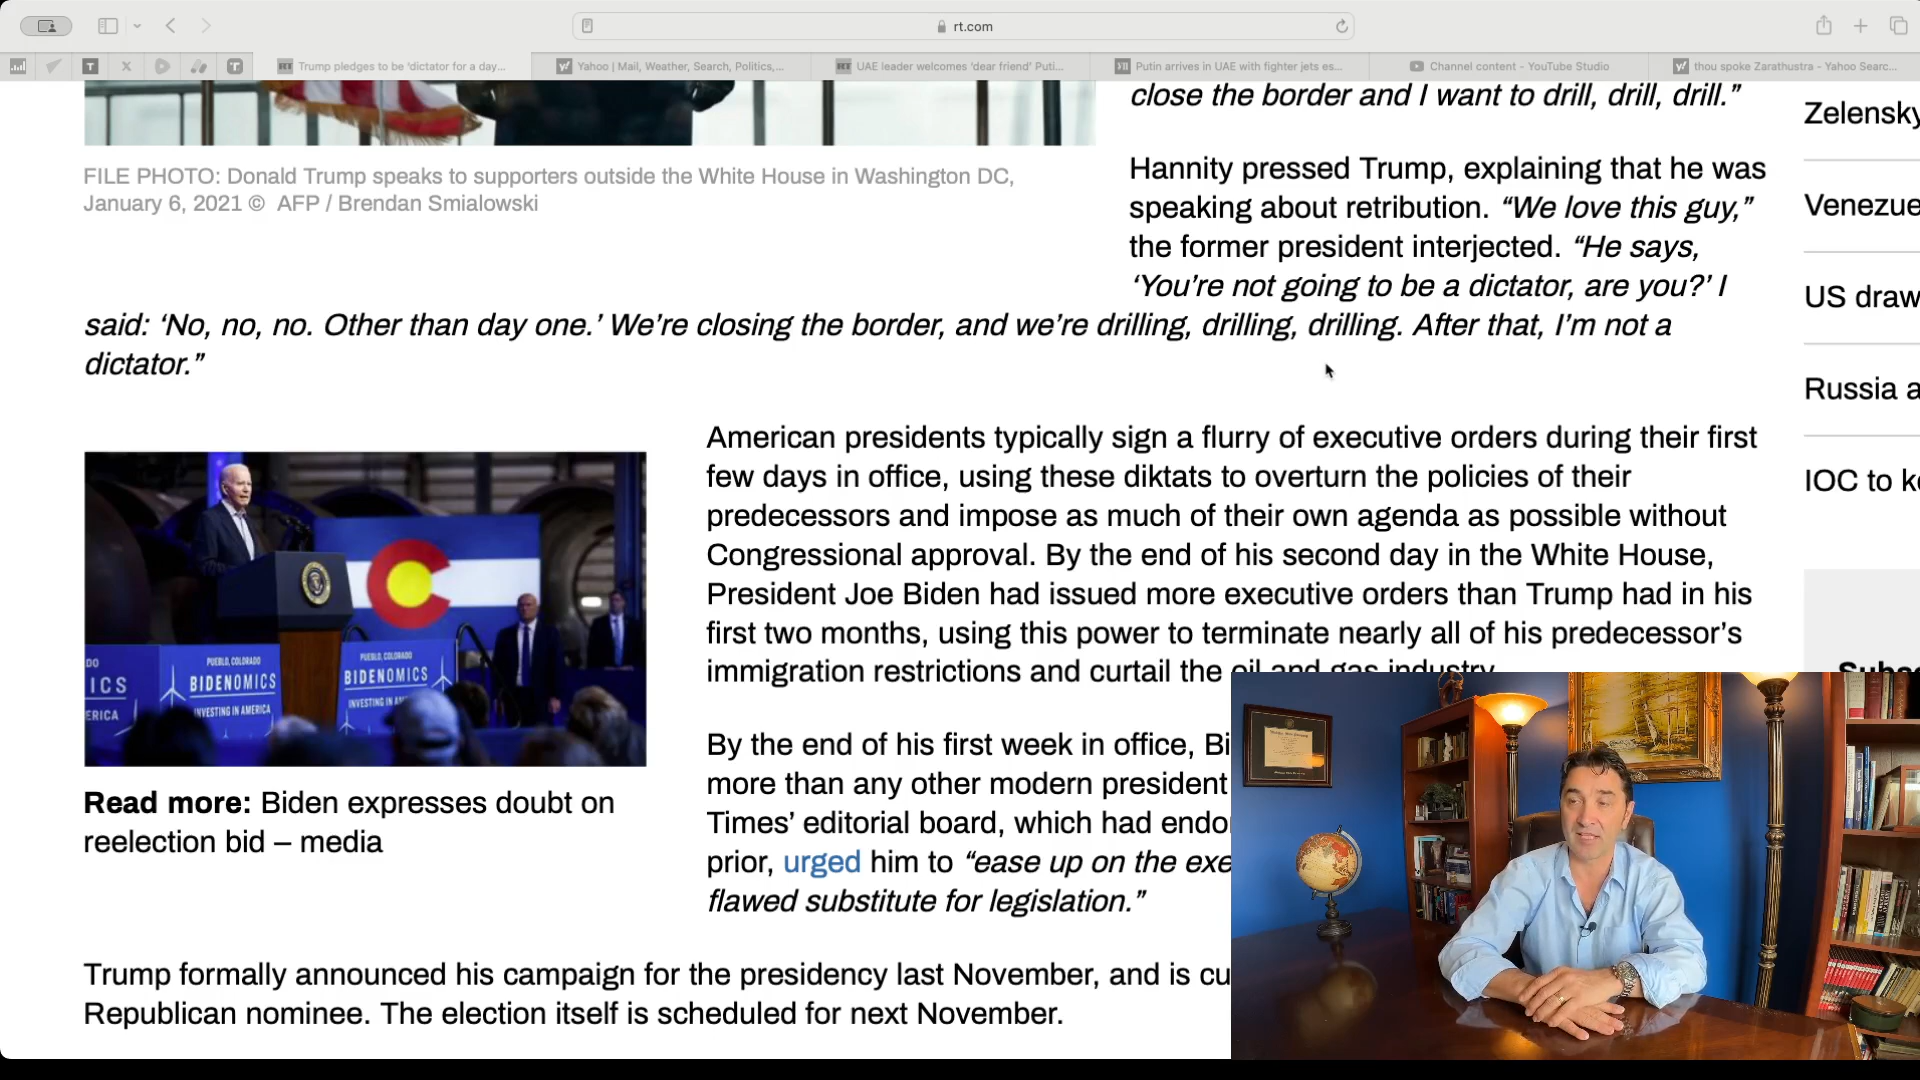 rt.com
Trump pledges to be 'dictator for a day...
Yahoo | Mail, Weather, Search, Politics,...
UAE leader welcomes 'dear friend' Puti...
Putin arrives in UAE with fighter jets es...
Channel content - YouTube Studio
thou spoke Zarathustra - Yahoo Searc...
close the border and I want to drill, drill, drill.”
FILE PHOTO: Donald Trump speaks to supporters outside the White House in Washington DC,
January 6, 2021 © AFP / Brendan Smialowski
Hannity pressed Trump, explaining that he was
speaking about retribution. “We love this guy,”
the former president interjected. “He says,
‘You’re not going to be a dictator, are you?’ I
said: ‘No, no, no. Other than day one.’ We’re closing the border, and we’re drilling, drilling, drilling. After that, I’m not a
dictator.”
American presidents typically sign a flurry of executive orders during their first
few days in office, using these diktats to overturn the policies of their
predecessors and impose as much of their own agenda as possible without
Congressional approval. By the end of his second day in the White House,
President Joe Biden had issued more executive orders than Trump had in his
first two months, using this power to terminate nearly all of his predecessor’s
immigration restrictions and curtail the oil and gas industry.
PUEBLO, COLORADO
BIDENOMICS
INVESTING IN AMERICA
PUEBLO, COLORADO
BIDENOMICS
INVESTING IN A
DO
ICS
ERICA
Read more: Biden expresses doubt on
reelection bid – media
By the end of his first week in office, Bi
more than any other modern president
Times’ editorial board, which had endo
prior, urged him to “ease up on the exe
flawed substitute for legislation.”
Trump formally announced his campaign for the presidency last November, and is cu
Republican nominee. The election itself is scheduled for next November.
Zelensky
Venezue
US draw
Russia a
IOC to k
Subs